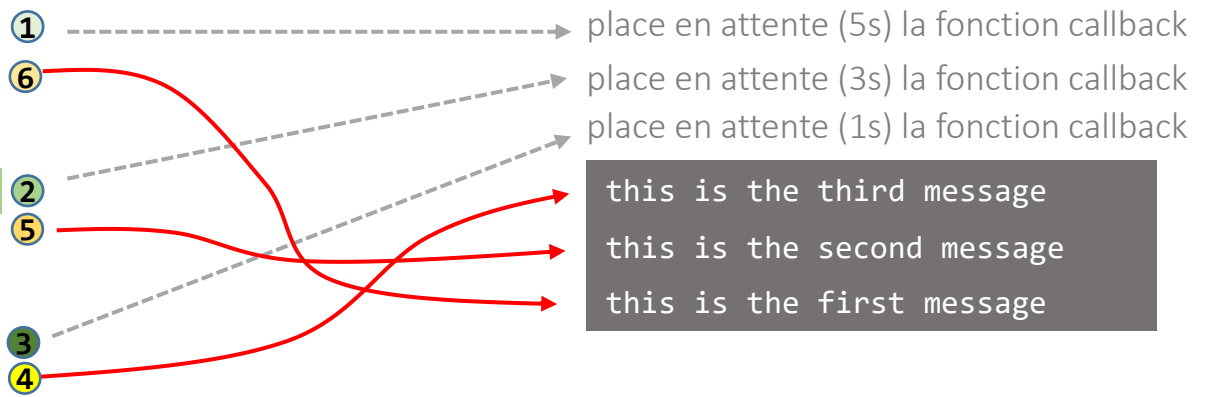 1 place en attente (5s) la fonction callback
6
place en attente (3s) la fonction callback
place en attente (1s) la fonction callback
2 this is the third message
5
this is the second message
this is the first message
3
4